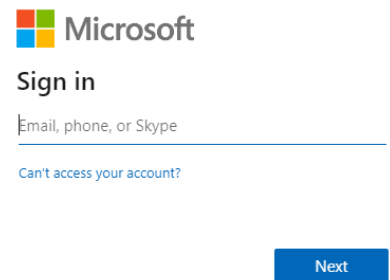 Microsoft
Sign in
Email, phone, or Skype
Can't access your account?
Next